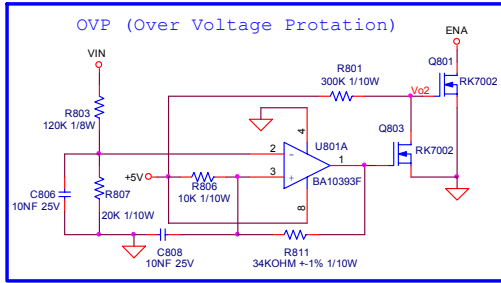 OVP (Over Voltage Protation)
ENA
VIN
Q801
R801
300K 1/10W
Vo2
RK7002
R803
120K 1/8W
Q803
4
U801A
RK7002
2
-
1
+5V
R806
3
+
BA10393F
C806
10NF 25V
R807
10K 1/10W
20K 1/10W
8
C808
10NF 25V
R811
34KOHM +-1% 1/10W